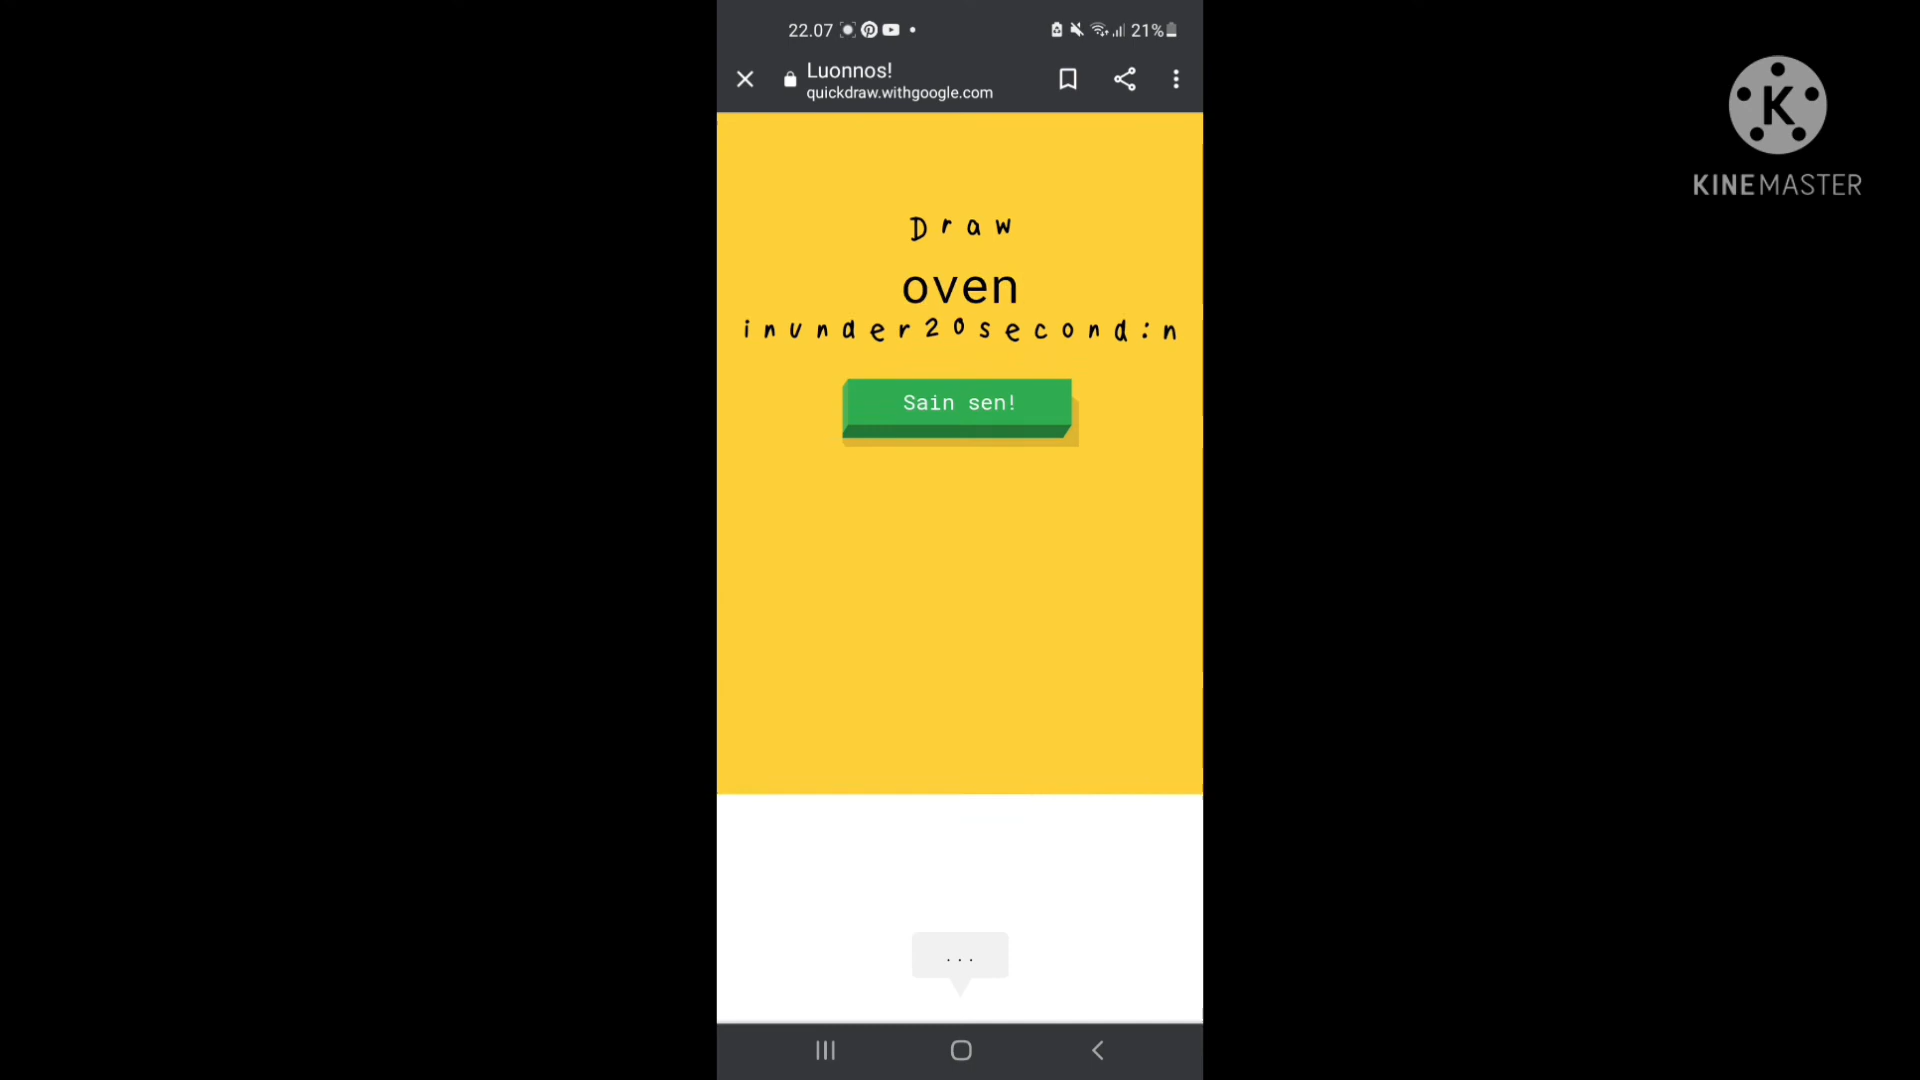 22.07 21%
Luonnos!
quickdraw.withgoogle.com
K
KINEMASTER
Draw
oven
inunder20second:n
Sain sen!
...